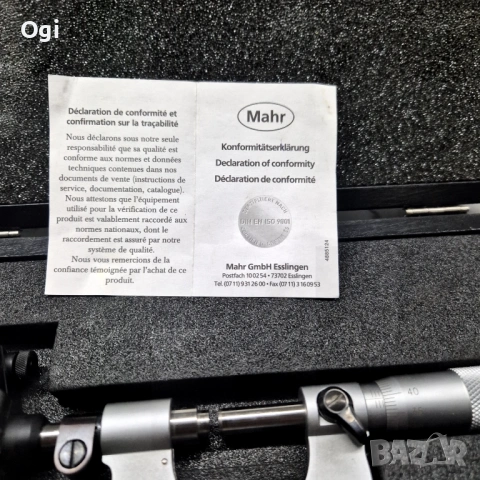 Ogi
Déclaration de conformité et
confirmation sur la traçabilité
Nous déclarons sous notre seule
responsabilité que sa qualité est
conforme aux normes et données
techniques contenues dans nos
documents de vente (instructions de
service, documentation, catalogue).
Nous attestons que l'équipement
utilisé pour la vérification de ce
produit est valablement raccordé aux
normes nationaux, dont le
raccordement est assuré par notre
système de qualité.
Nous vous remercions de la
confiance témoignée par l'achat de ce
produit.
Mahr
Konformitätserklärung
Declaration of conformity
Déclaration de conformité
DIN EN ISO 9001
Mahr GmbH Esslingen
Postfach 10 02 54 • 73702 Esslingen
Tel. (07 11) 9 31 26 00 • Fax (07 11) 3 16 09 53
40
BAZAR